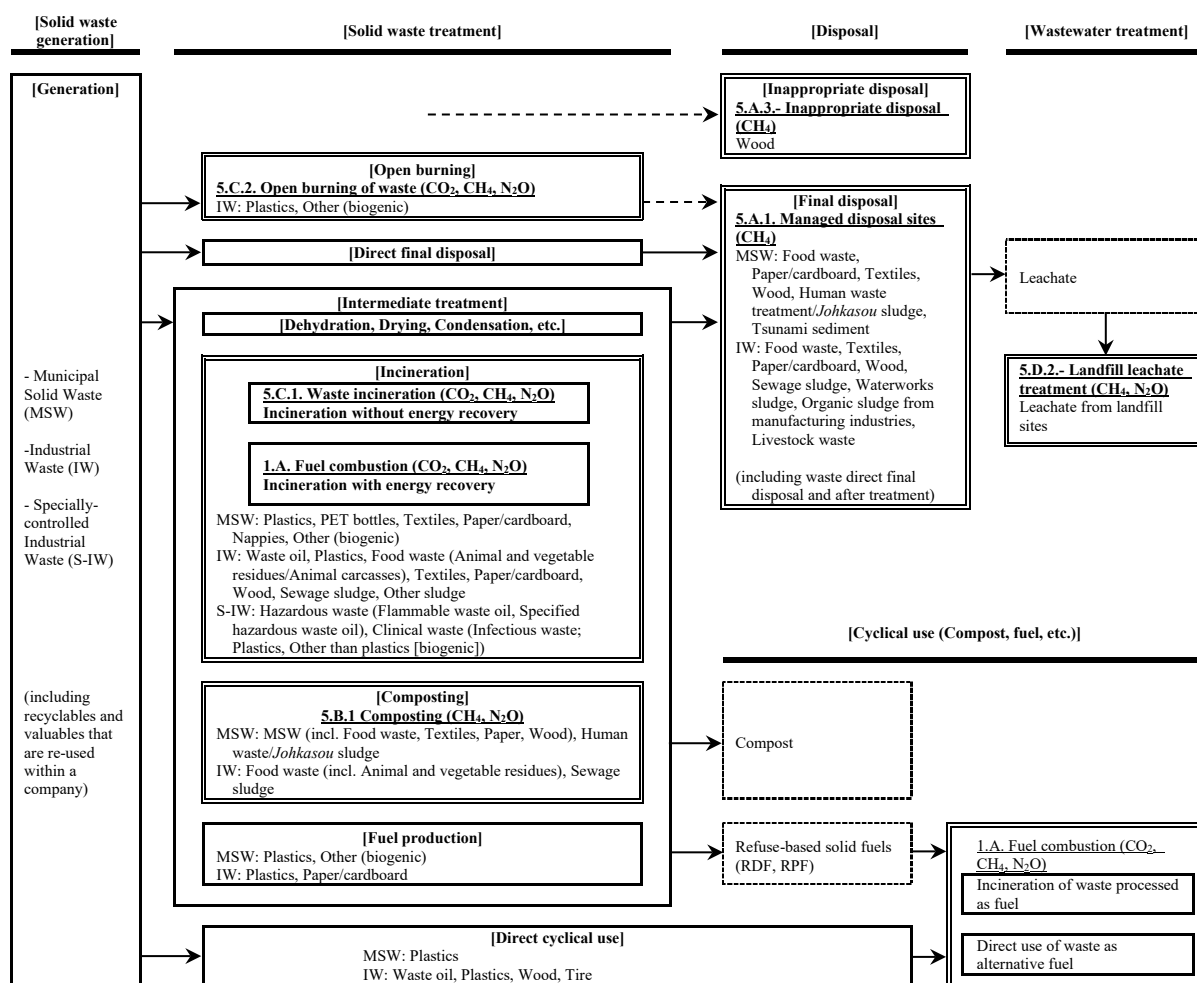 [Solid waste
generation]
[Solid waste treatment]
[Disposal]
[Wastewater treatment]
[Generation]
- Municipal
Solid Waste
(MSW)
-Industrial
Waste (IW)
- Specially-
controlled
Industrial
Waste (S-IW)
(including
recyclables and
valuables that
are re-used
within a
company)
[Inappropriate disposal]
5.A.3.- Inappropriate disposal
(CH₄)
Wood
[Open burning]
5.C.2. Open burning of waste (CO₂, CH₄, N₂O)
IW: Plastics, Other (biogenic)
[Direct final disposal]
[Final disposal]
5.A.1. Managed disposal sites
(CH₄)
MSW: Food waste,
Paper/cardboard, Textiles,
Wood, Human waste
treatment/Johkasou sludge,
Tsunami sediment
IW: Food waste, Textiles,
Paper/cardboard, Wood,
Sewage sludge, Waterworks
sludge, Organic sludge from
manufacturing industries,
Livestock waste
(including waste direct final
disposal and after treatment)
Leachate
5.D.2.- Landfill leachate
treatment (CH₄, N₂O)
Leachate from landfill
sites
[Intermediate treatment]
[Dehydration, Drying, Condensation, etc.]
[Incineration]
5.C.1. Waste incineration (CO₂, CH₄, N₂O)
Incineration without energy recovery
1.A. Fuel combustion (CO₂, CH₄, N₂O)
Incineration with energy recovery
MSW: Plastics, PET bottles, Textiles, Paper/cardboard,
Nappies, Other (biogenic)
IW: Waste oil, Plastics, Food waste (Animal and vegetable
residues/Animal carcasses), Textiles, Paper/cardboard,
Wood, Sewage sludge, Other sludge
S-IW: Hazardous waste (Flammable waste oil, Specified
hazardous waste oil), Clinical waste (Infectious waste;
Plastics, Other than plastics [biogenic])
[Cyclical use (Compost, fuel, etc.)]
[Composting]
5.B.1 Composting (CH₄, N₂O)
MSW: MSW (incl. Food waste, Textiles, Paper, Wood), Human
waste/Johkasou sludge
IW: Food waste (incl. Animal and vegetable residues), Sewage
sludge
Compost
[Fuel production]
MSW: Plastics, Other (biogenic)
IW: Plastics, Paper/cardboard
Refuse-based solid fuels
(RDF, RPF)
1.A. Fuel combustion (CO₂,
CH₄, N₂O)
Incineration of waste processed
as fuel
Direct use of waste as
alternative fuel
[Direct cyclical use]
MSW: Plastics
IW: Waste oil, Plastics, Wood, Tire